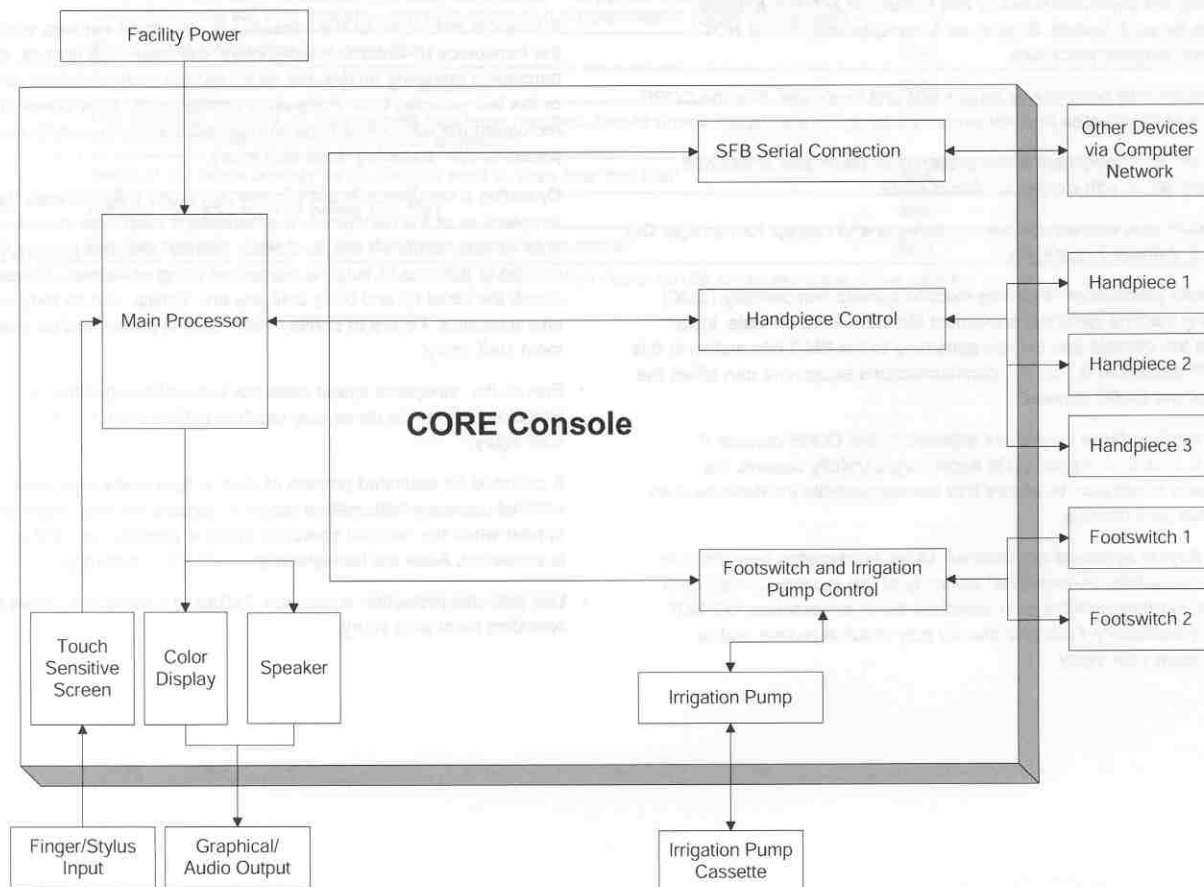 Facility Power
SFB Serial Connection
Other Devices
via Computer
Network
Main Processor
Handpiece Control
Handpiece 1
Handpiece 2
Handpiece 3
CORE Console
Footswitch and Irrigation
Pump Control
Footswitch 1
Footswitch 2
Touch
Sensitive
Screen
Color
Display
Speaker
Irrigation Pump
Finger/Stylus
Input
Graphical/
Audio Output
Irrigation Pump
Cassette